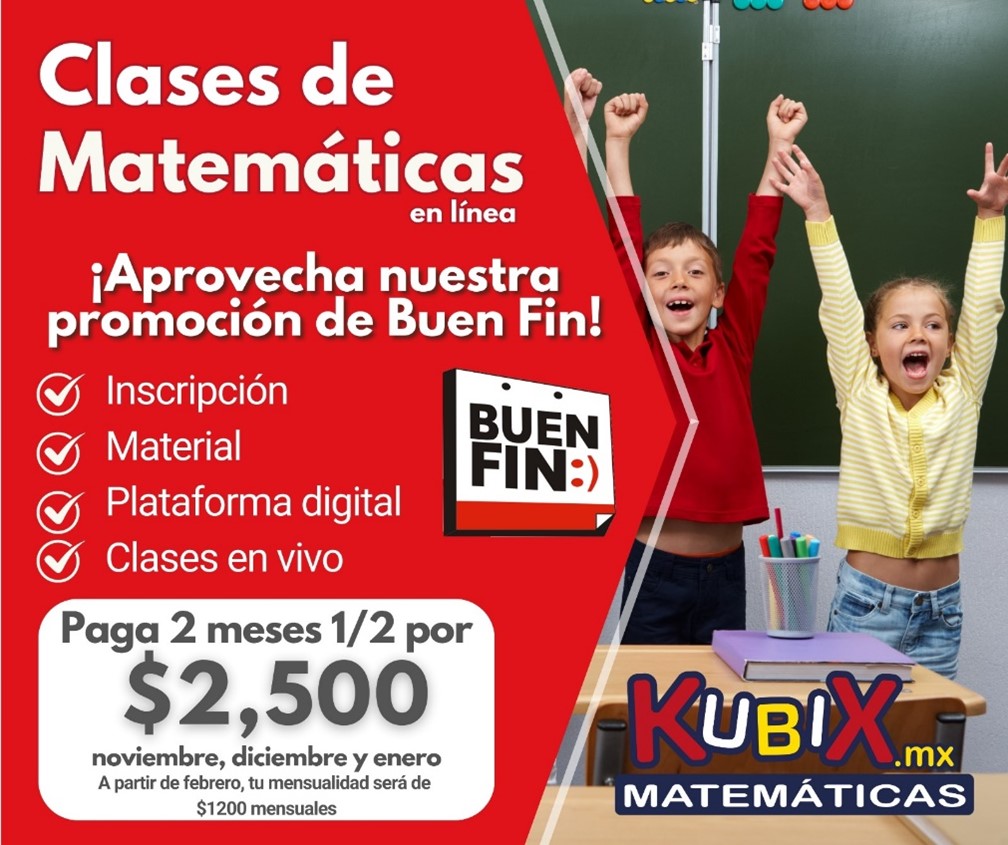 Clases de
Matemáticas
en línea
¡Aprovecha nuestra
promoción de Buen Fin!
Inscripción
Material
Plataforma digital
Clases en vivo
BUEN
FIN:)
Paga 2 meses 1/2 por
$2,500
noviembre, diciembre y enero
A partir de febrero, tu mensualidad será de
$1200 mensuales
KUBIX.mx
MATEMÁTICAS